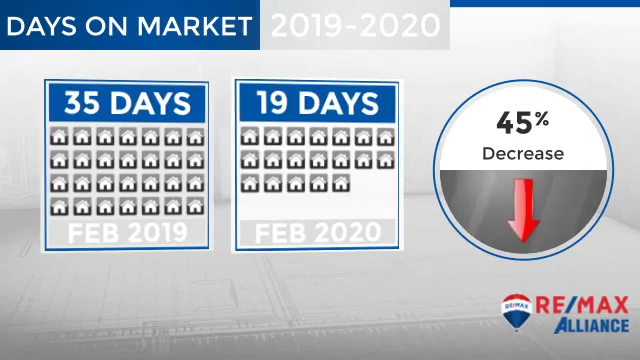 DAYS ON MARKET 2019-2020
35 DAYS
FEB 2019
19 DAYS
FEB 2020
45%
Decrease
RE/MAX
RE/MAX
ALLIANCE